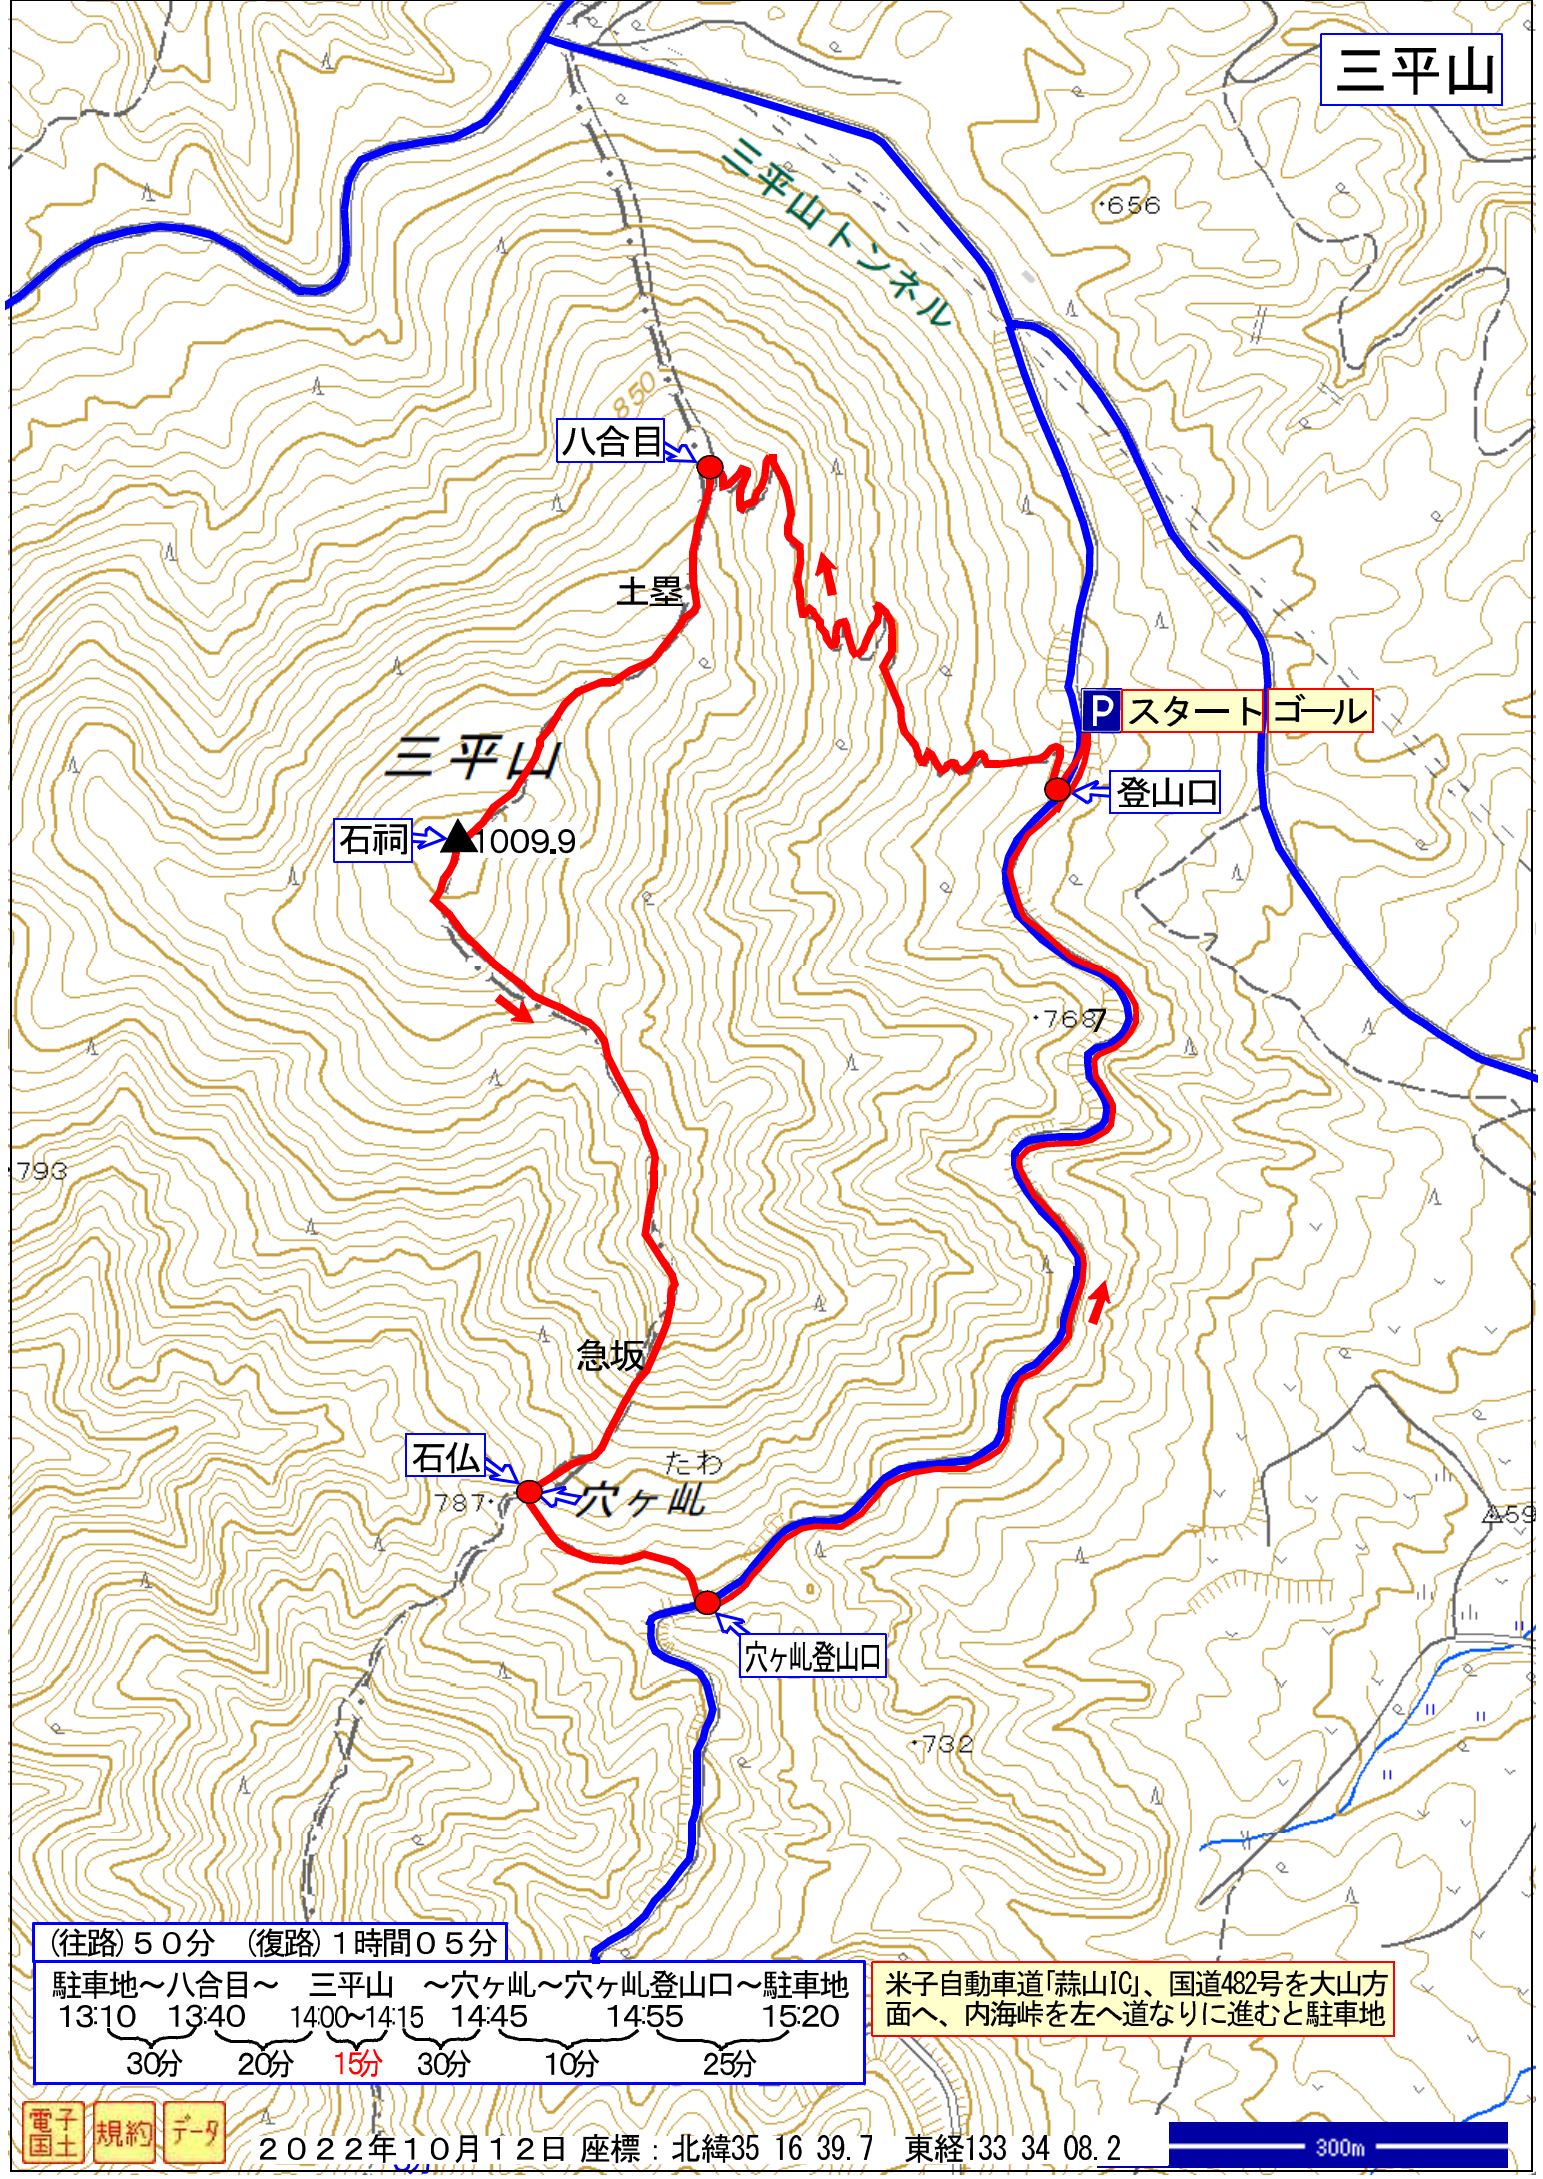 三平山
656
三平山トンネル
850
八合目
土塁
P スタート ゴール
三平山
登山口
石祠
1009.9
768
7
793
急坂
石仏
たわ
穴ヶ乢
787
59
穴ヶ乢登山口
732
(往路)５０分　(復路)１時間０５分
駐車地～八合目～　三平山　～穴ヶ乢～穴ヶ乢登山口～駐車地
13:10 13:40 14:00～14:15 14:45 14:55 15:20
30分 20分 15分 30分 10分 25分
米子自動車道｢蒜山IC｣、国道482号を大山方
面へ、内海峠を左へ道なりに進むと駐車地
電子国土 規約 データ
２０２２年１０月１２日 座標：北緯35 16 39.7　東経133 34 08.2
300m